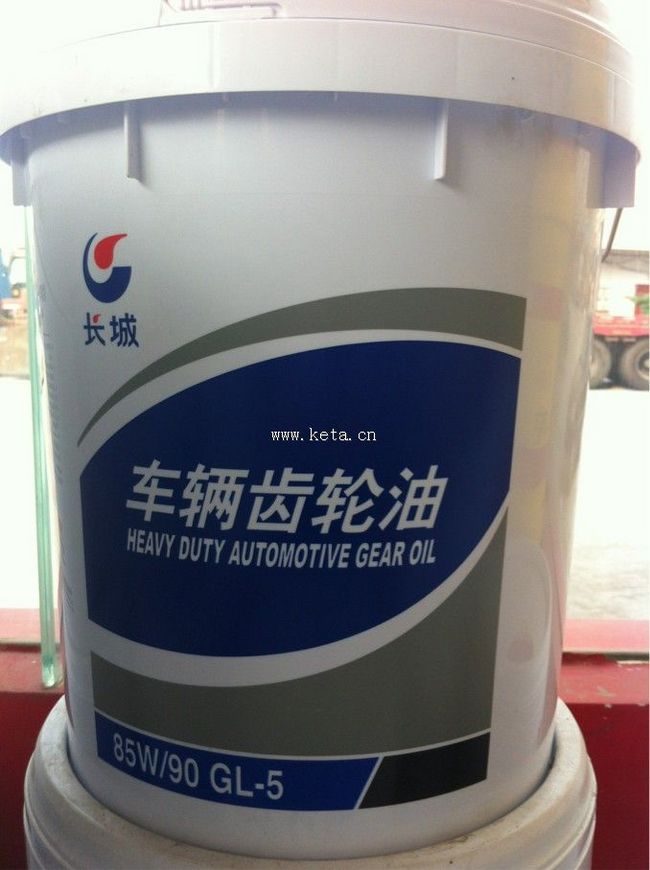 长城
www.keta.cn
车辆齿轮油
HEAVY DUTY AUTOMOTIVE GEAR OIL
85W/90 GL-5